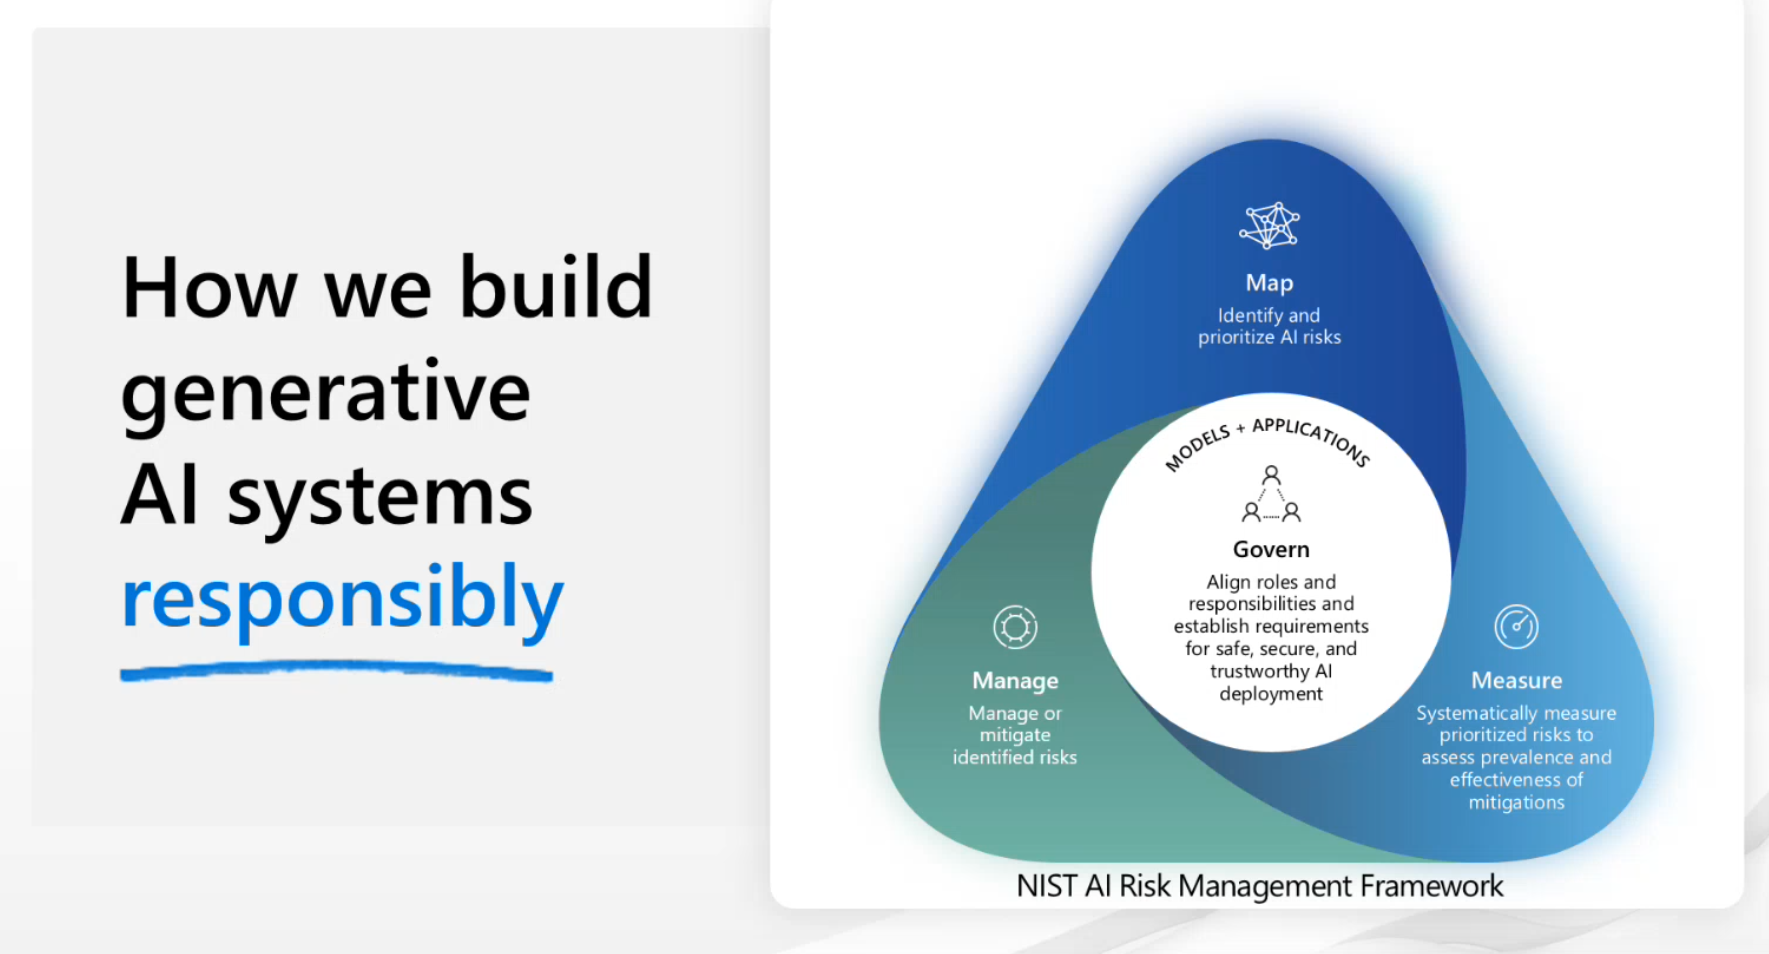 How we build
generative
AI systems
responsibly
Map
Identify and
prioritize AI risks
MODELS + APPLICATIONS
Govern
Align roles and
responsibilities and
establish requirements
for safe, secure, and
trustworthy AI
deployment
Manage
Manage or
mitigate
identified risks
Measure
Systematically measure
prioritized risks to
assess prevalence and
effectiveness of
mitigations
NIST AI Risk Management Framework